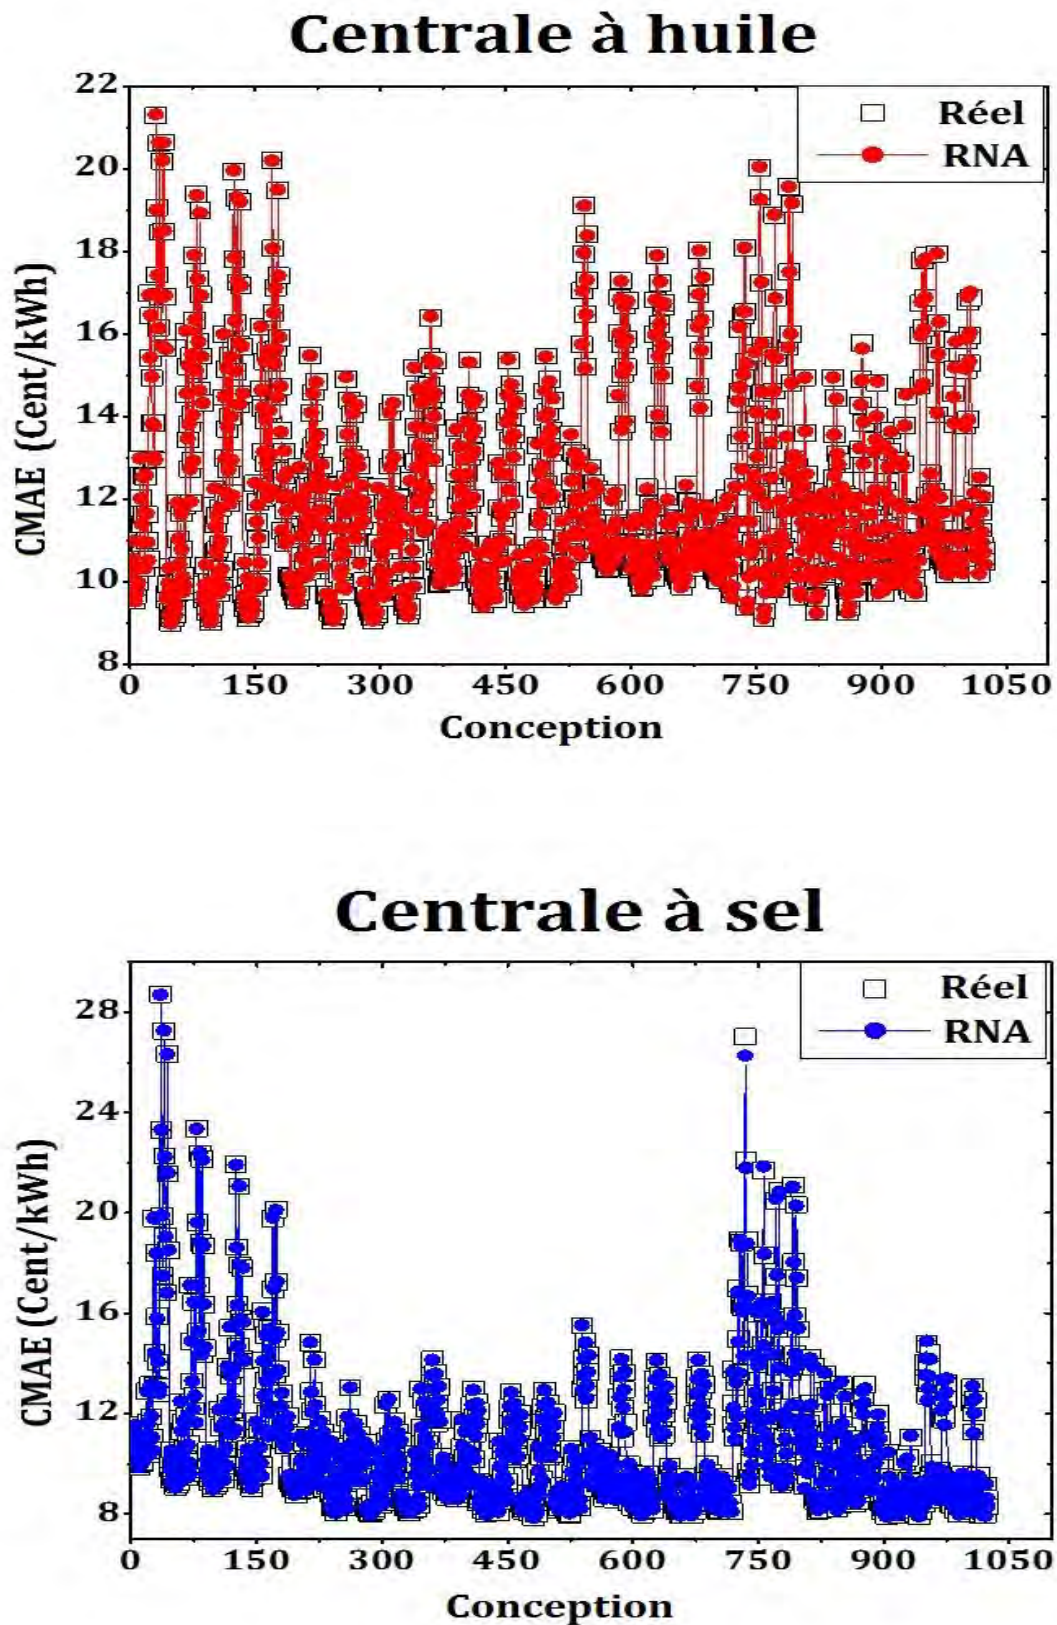 Centrale à huile
Réel
RNA
22
20
18
16
14
12
10
8
CMAE (Cent/kWh)
0 150 300 450 600 750 900 1050
Conception
Centrale à sel
Réel
RNA
28
24
20
16
12
8
CMAE (Cent/kWh)
0 150 300 450 600 750 900 1050
Conception